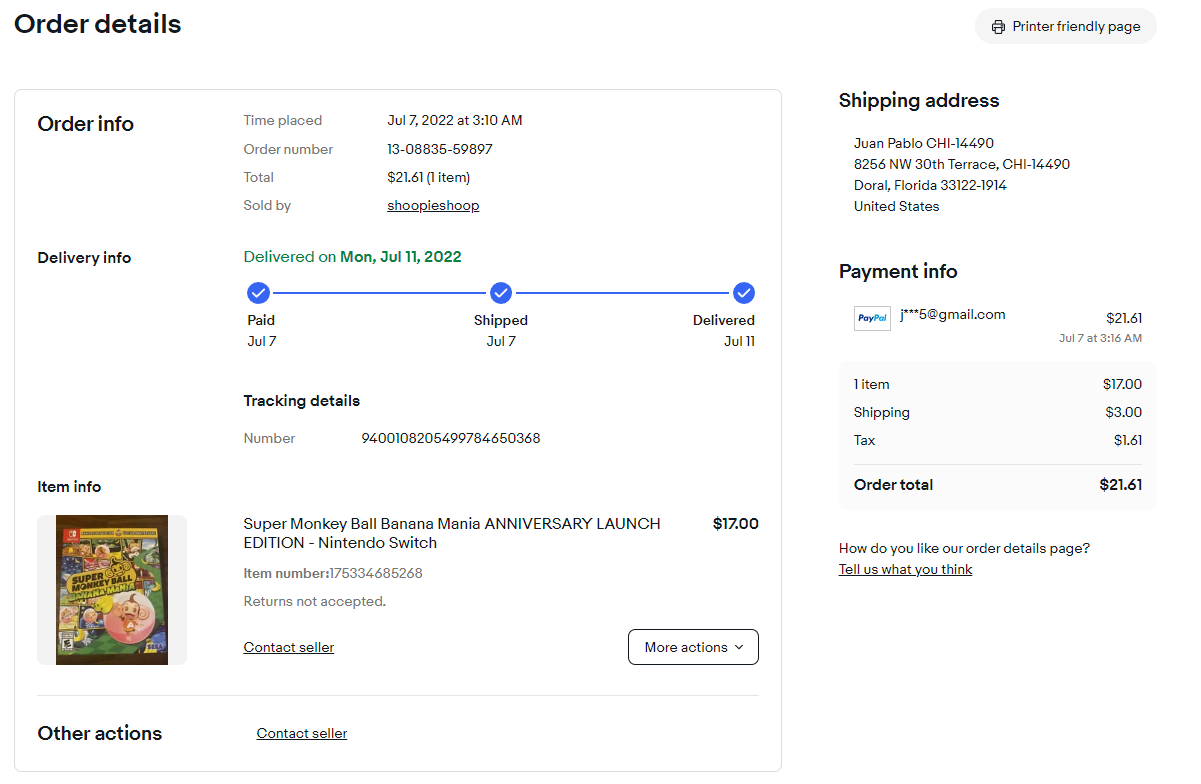 Order details
Printer friendly page
Order info
Time placed
Jul 7, 2022 at 3:10 AM
Order number
13-08835-59897
Total
$21.61 (1 item)
Sold by
shoopieshoop
Delivery info
Delivered on Mon, Jul 11, 2022
Paid
Shipped
Delivered
Jul 7
Jul 7
Jul 11
Tracking details
Number
9400108205499784650368
Item info
SUPER
MONKEY BALL
BANANA MANIA
SEGA
Super Monkey Ball Banana Mania ANNIVERSARY LAUNCH
$17.00
EDITION - Nintendo Switch
Item number:175334685268
Returns not accepted.
Contact seller
More actions
Other actions
Contact seller
Shipping address
Juan Pablo CHI-14490
8256 NW 30th Terrace, CHI-14490
Doral, Florida 33122-1914
United States
Payment info
PayPal
j***5@gmail.com
$21.61
Jul 7 at 3:16 AM
1 item
$17.00
Shipping
$3.00
Tax
$1.61
Order total
$21.61
How do you like our order details page?
Tell us what you think